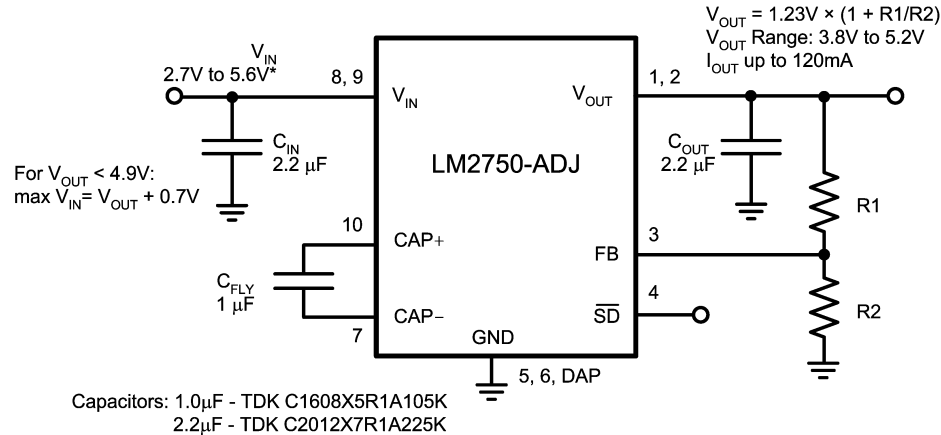 V_OUT = 1.23V × (1 + R1/R2)
V_OUT Range: 3.8V to 5.2V
I_OUT up to 120mA
V_IN
2.7V to 5.6V*
8, 9
1, 2
V_IN
V_OUT
C_IN
2.2 µF
C_OUT
2.2 µF
LM2750-ADJ
For V_OUT < 4.9V:
max V_IN= V_OUT + 0.7V
R1
10
3
CAP+
FB
C_FLY
1 µF
4
CAP−
S̅D̅
R2
7
GND
5, 6, DAP
Capacitors: 1.0µF - TDK C1608X5R1A105K
2.2µF - TDK C2012X7R1A225K